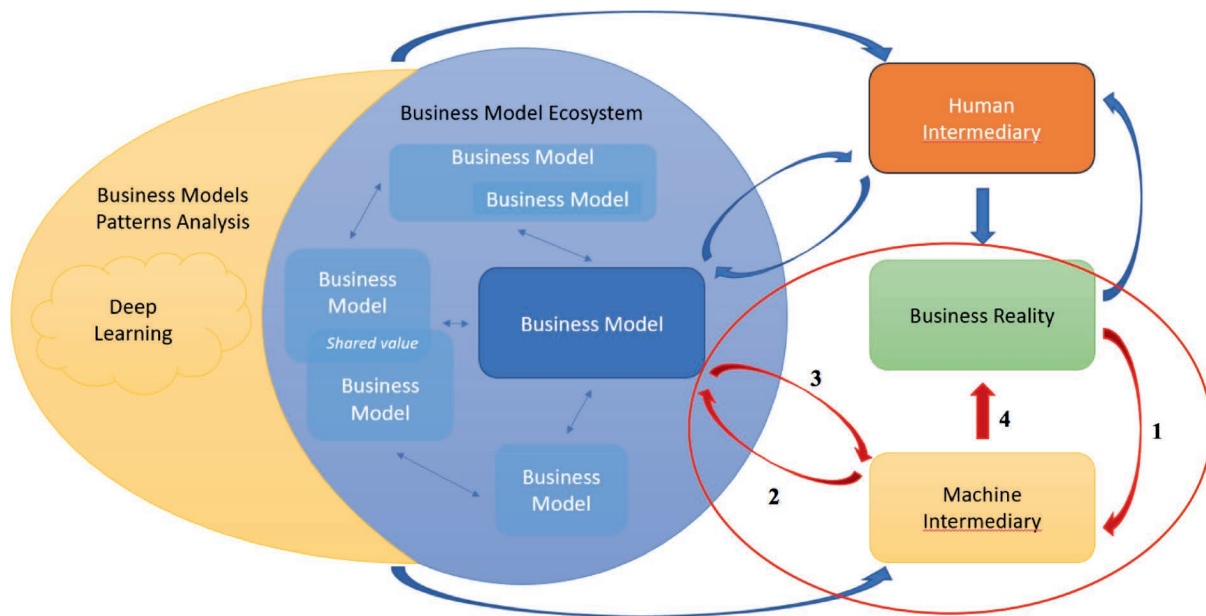 Business Models
Patterns Analysis
Deep
Learning
Business Model Ecosystem
Business Model
Business Model
Business
Model
Shared value
Business
Model
Business Model
Business
Model
Human
Intermediary
Business Reality
Machine
Intermediary
1
2
3
4